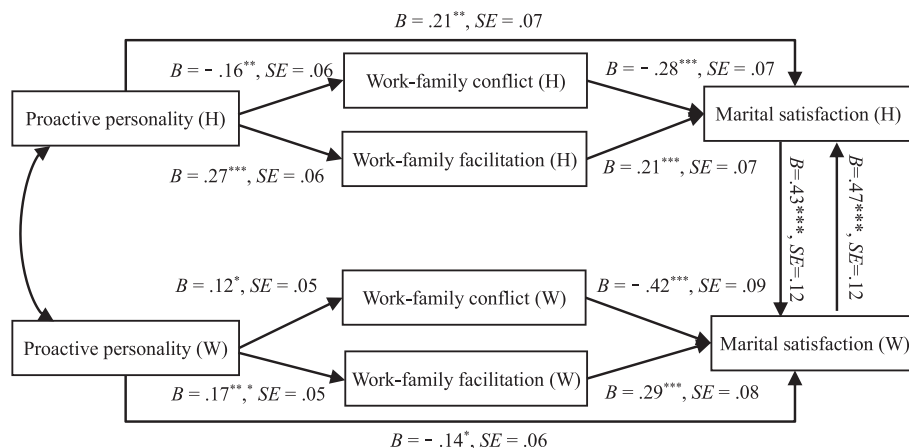 B = .21**, SE = .07
B = − .16**, SE = .06
Work-family conflict (H)
B = − .28***, SE = .07
Proactive personality (H)
Marital satisfaction (H)
Work-family facilitation (H)
B = .27***, SE = .06
B = .21***, SE = .07
B=.43***, SE=.12
B=.47***, SE=.12
B = .12*, SE = .05
Work-family conflict (W)
B = − .42***, SE = .09
Proactive personality (W)
Marital satisfaction (W)
Work-family facilitation (W)
B = .17**,*, SE = .05
B = .29***, SE = .08
B = − .14*, SE = .06